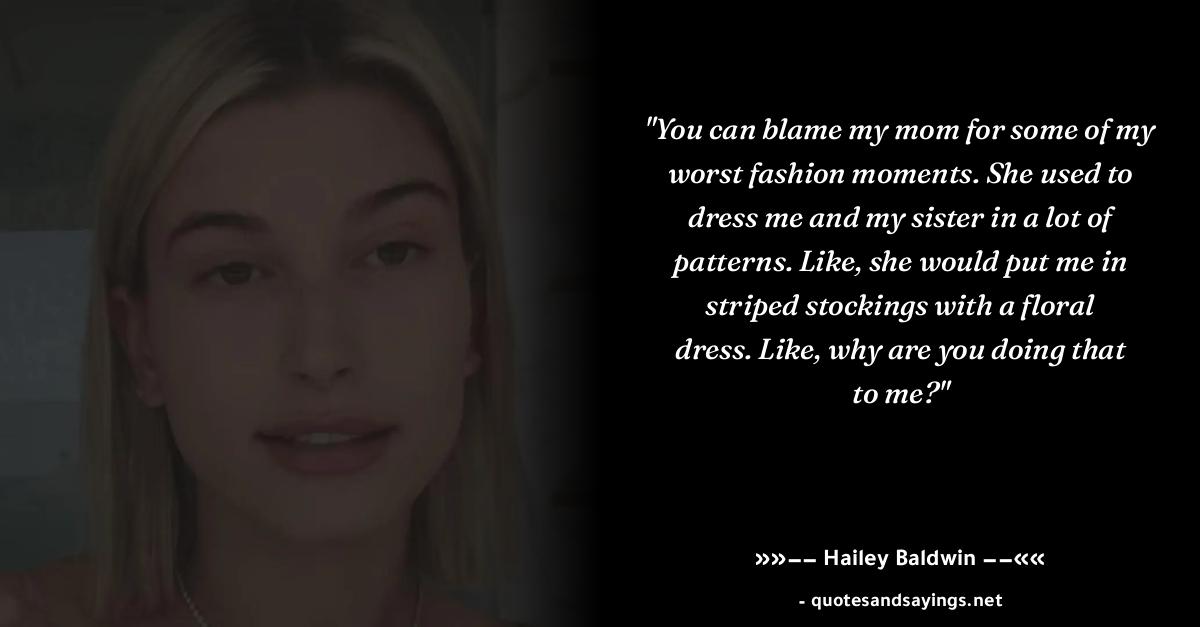 "You can blame my mom for some of my
worst fashion moments. She used to
dress me and my sister in a lot of
patterns. Like, she would put me in
striped stockings with a floral
dress. Like, why are you doing that
to me?"
»»–– Hailey Baldwin ––««
- quotesandsayings.net